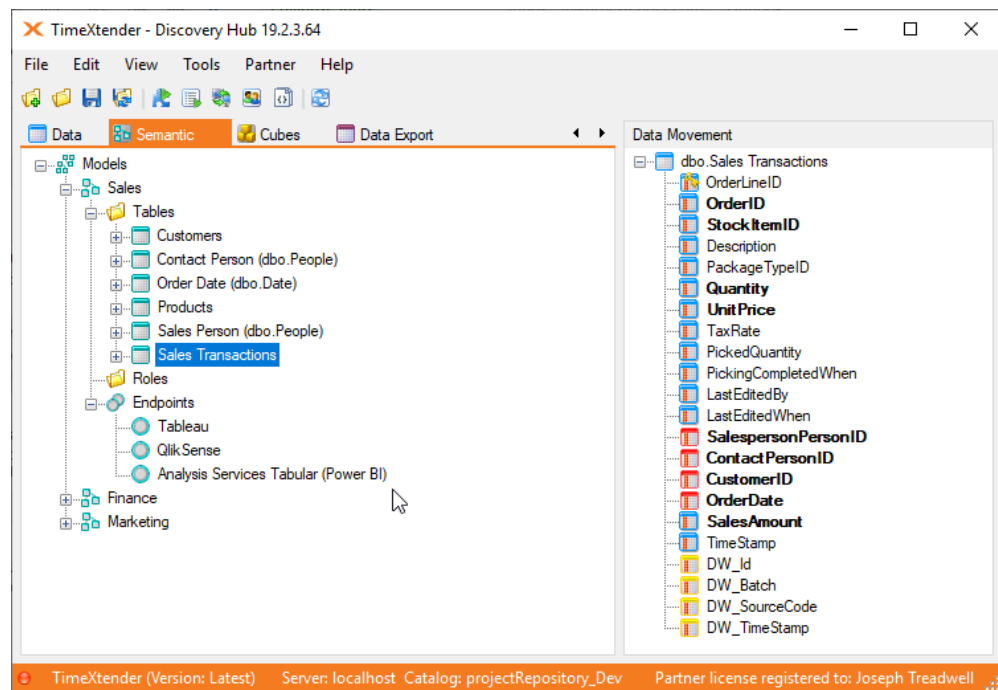 TimeXtender - Discovery Hub 19.2.3.64
File Edit View Tools Partner Help
Data Semantic Cubes Data Export
Models
Sales
Tables
Customers
Contact Person (dbo.People)
Order Date (dbo.Date)
Products
Sales Person (dbo.People)
Sales Transactions
Roles
Endpoints
Tableau
QlikSense
Analysis Services Tabular (Power BI)
Finance
Marketing
Data Movement
dbo.Sales Transactions
OrderLineID
OrderID
StockItemID
Description
PackageTypeID
Quantity
UnitPrice
TaxRate
PickedQuantity
PickingCompletedWhen
LastEditedBy
LastEditedWhen
SalespersonPersonID
ContactPersonID
CustomerID
OrderDate
SalesAmount
TimeStamp
DW_Id
DW_Batch
DW_SourceCode
DW_TimeStamp
TimeXtender (Version: Latest) Server: localhost Catalog: projectRepository_Dev Partner license registered to: Joseph Treadwell